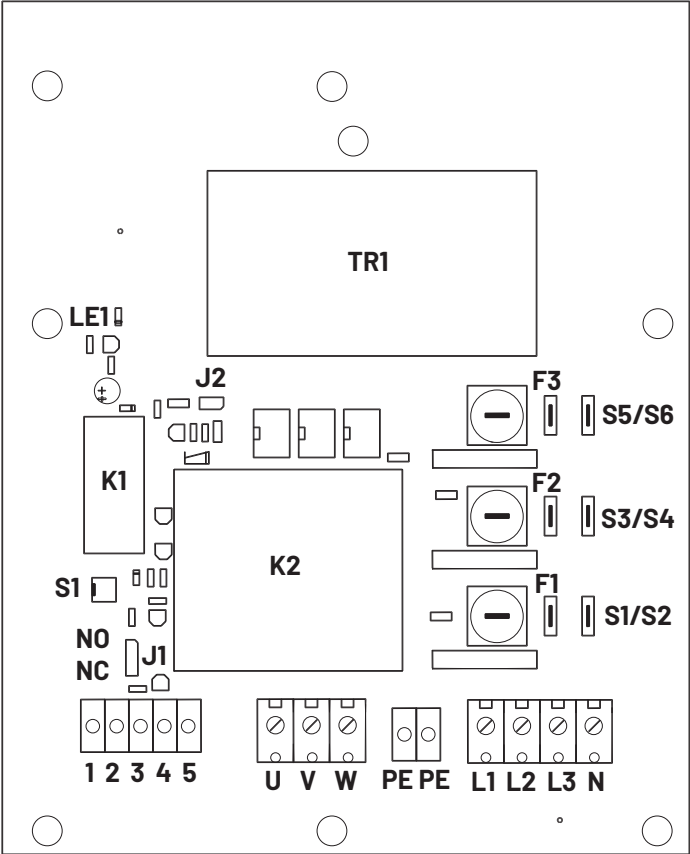 TR1
LE1
J2
F3
S5/S6
K1
F2
S3/S4
K2
S1
F1
S1/S2
NO
NC
J1
1 2 3 4 5
U V W
PE PE
L1 L2 L3 N